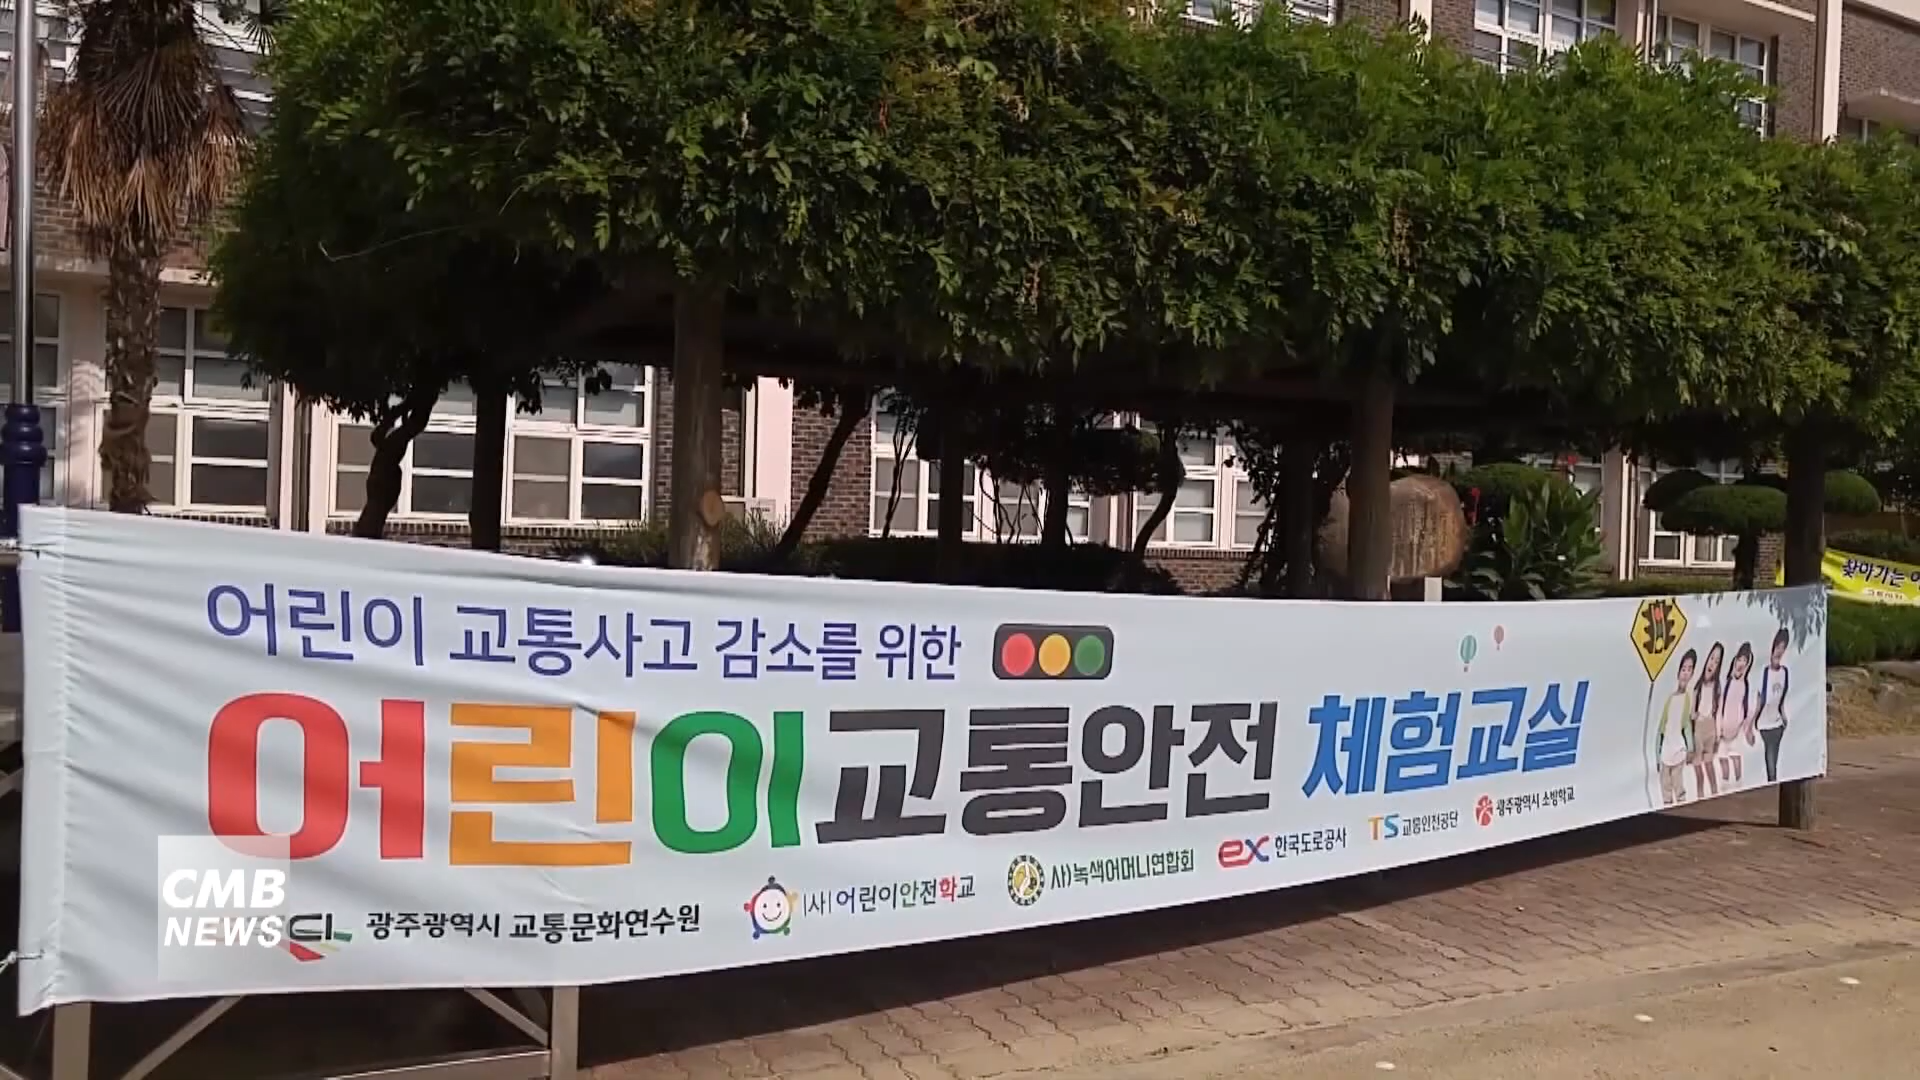 어린이 교통사고 감소를 위한
어린이교통안전 체험교실
광주광역시 교통문화연수원
(사)어린이안전학교
사)녹색어머니연합회
ex 한국도로공사
TS 교통안전공단
광주광역시 소방학교
찾아가는
CMB
NEWS